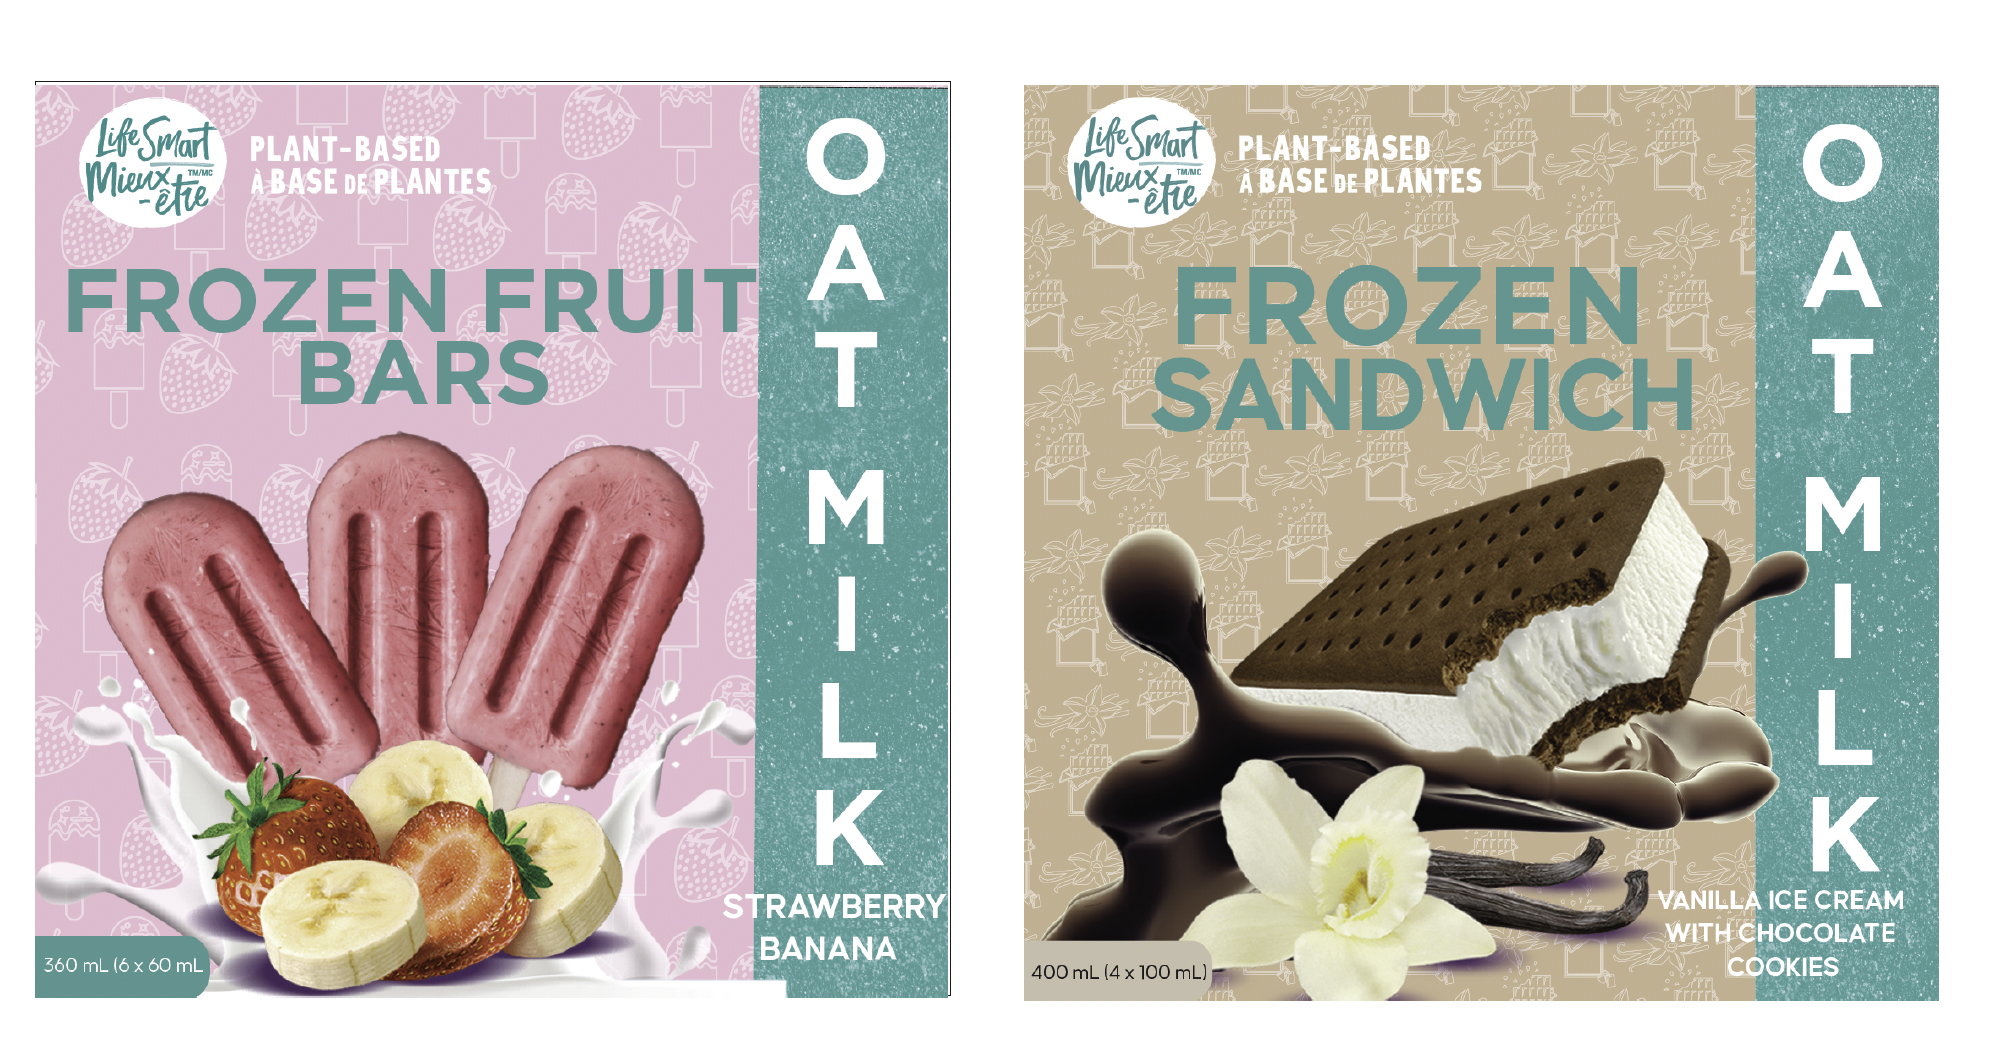 Life Smart
Mieux
-être
TM/MC
PLANT-BASED
À BASE DE PLANTES
FROZEN FRUIT
BARS
OAT
MILK
STRAWBERRY
BANANA
360 mL (6 x 60 mL
Life Smart
Mieux
-être
TM/MC
PLANT-BASED
À BASE DE PLANTES
FROZEN
SANDWICH
OAT
MILK
VANILLA ICE CREAM
WITH CHOCOLATE
COOKIES
400 mL (4 x 100 mL)